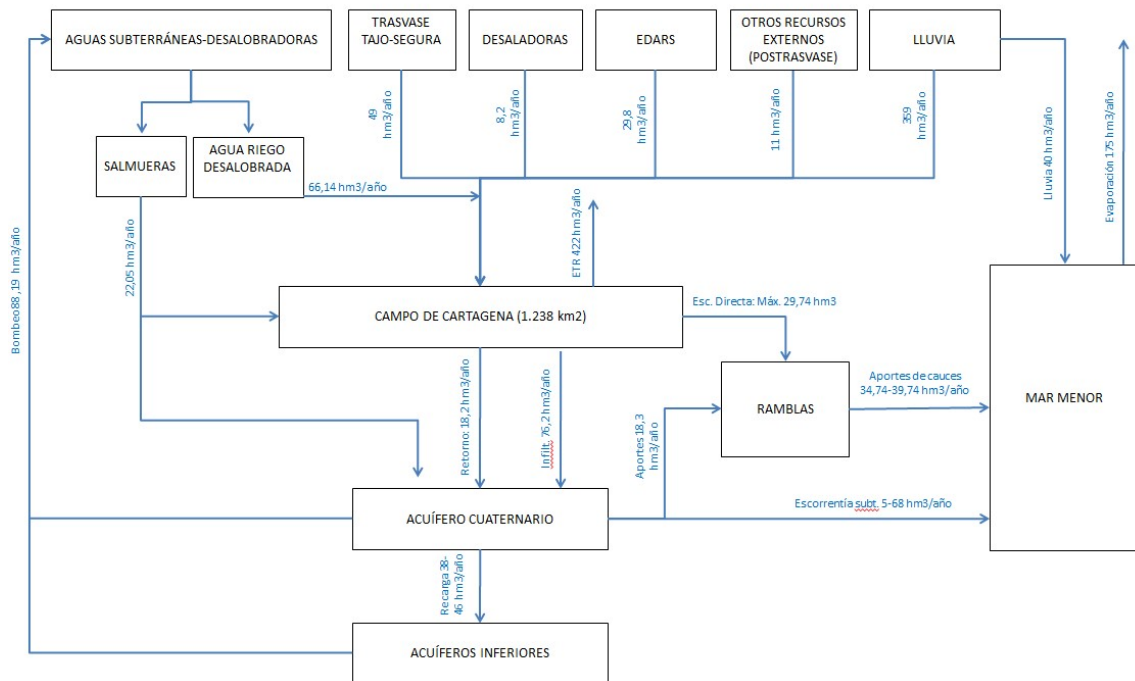 AGUAS SUBTERRÁNEAS-DESALOBRADORAS
TRASVASE
TAJO-SEGURA
DESALADORAS
EDARS
OTROS RECURSOS
EXTERNOS
(POSTRASVASE)
LLUVIA
49
hm3/año
8,2
hm3/año
29,8
hm3/año
11 hm3/año
359
hm3/año
Lluvia 40 hm3/año
Evaporación 175 hm3/año
SALMUERAS
AGUA RIEGO
DESALOBRADA
66,14 hm3/año
Bombeo88,19 hm3/año
22,05 hm3/año
ETR 422 hm3/año
CAMPO DE CARTAGENA (1.238 km2)
Esc. Directa: Máx. 29,74 hm3
Retorno: 18,2 hm3/año
Infilt. 76,2 hm3/año
RAMBLAS
Aportes de cauces
34,74-39,74 hm3/año
MAR MENOR
Aportes 18,3
hm3/año
ACUÍFERO CUATERNARIO
Escorrentía subt. 5-68 hm3/año
Recarga 38-
46 hm3/año
ACUÍFEROS INFERIORES